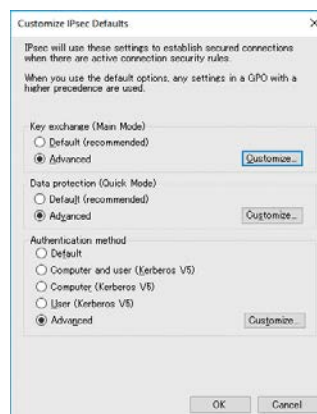 Customize IPsec Defaults
IPsec will use these settings to establish secured connections
when there are active connection security rules.
When you use the default options, any settings in a GPO with a
higher precedence are used.
Key exchange (Main Mode)
Default (recommended)
Advanced
Customize...
Data protection (Quick Mode)
Default (recommended)
Advanced
Customize...
Authentication method
Default
Computer and user (Kerberos V5)
Computer (Kerberos V5)
User (Kerberos V5)
Advanced
Customize...
OK
Cancel